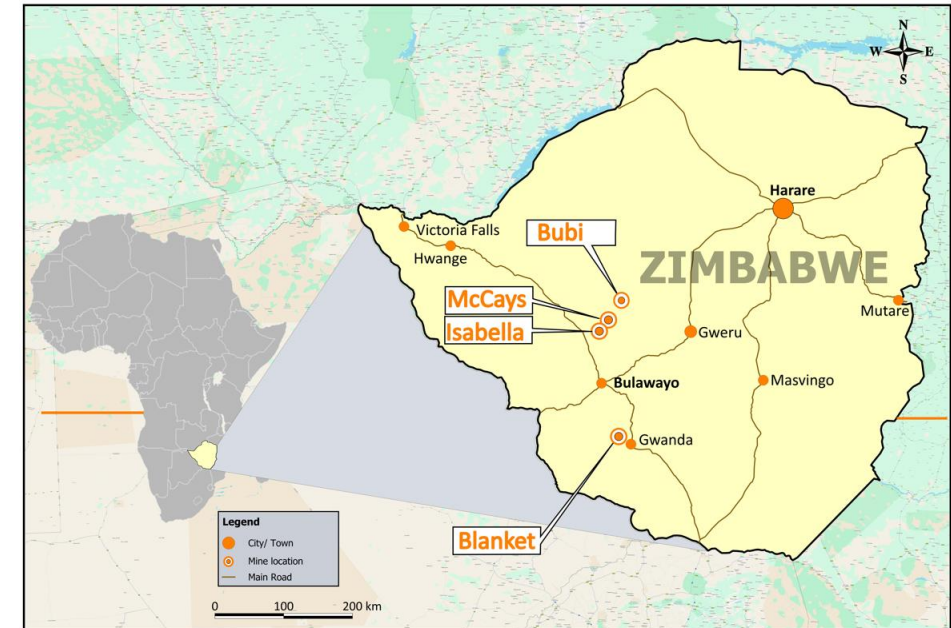 N
W E
S
Harare
Victoria Falls
Hwange
Bubi
ZIMBABWE
McCays
Isabella
Mutare
Gweru
Bulawayo
Masvingo
Gwanda
Blanket
Legend
City/ Town
Mine location
Main Road
0 100 200 km